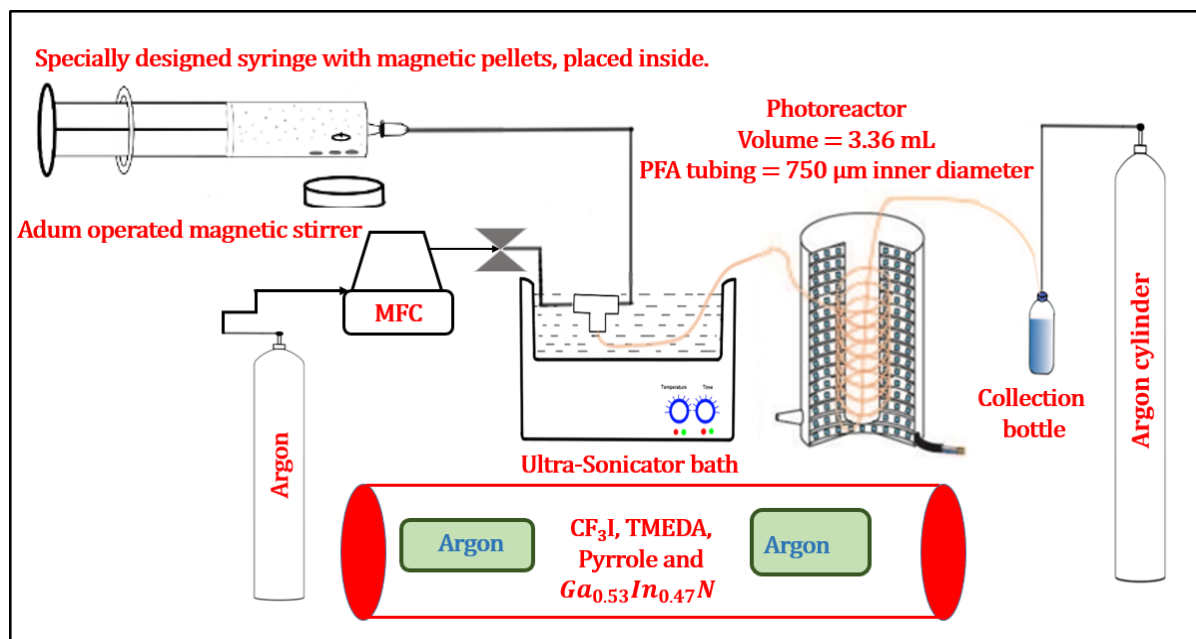 Specially designed syringe with magnetic pellets, placed inside.
Photoreactor
Volume = 3.36 mL
PFA tubing = 750 µm inner diameter
Adum operated magnetic stirrer
MFC
Argon
Temperature Time
Ultra-Sonicator bath
Collection
bottle
Argon cylinder
Argon
CF₃I, TMEDA,
Pyrrole and
Ga₀.₅₃In₀.₄₇N
Argon